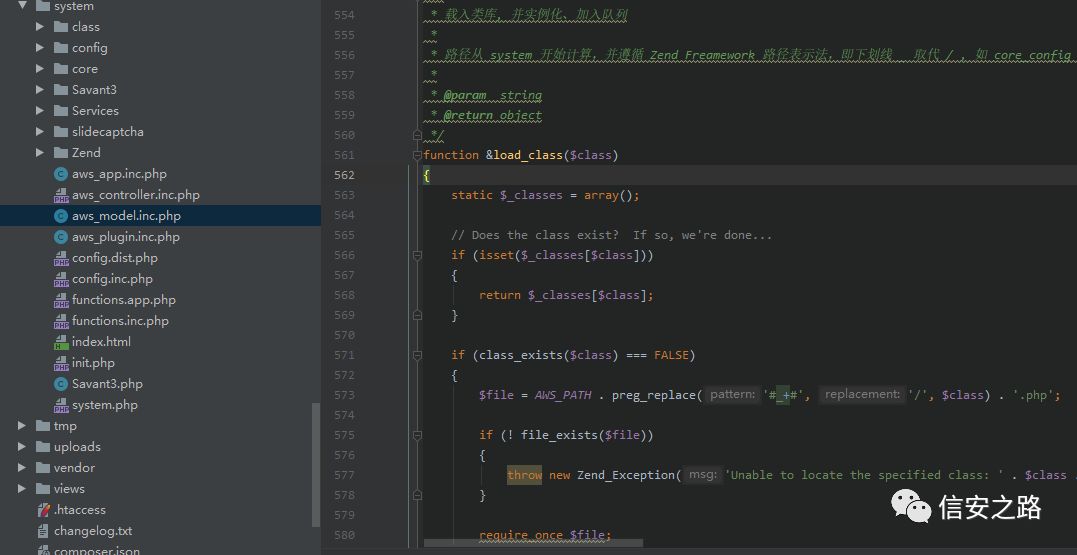 system
class
config
core
Savant3
Services
slidecaptcha
Zend
aws_app.inc.php
aws_controller.inc.php
aws_model.inc.php
aws_plugin.inc.php
config.dist.php
config.inc.php
functions.app.php
functions.inc.php
index.html
init.php
Savant3.php
system.php
tmp
uploads
vendor
views
.htaccess
changelog.txt
composer.json
554 * 载入类库, 并实例化、加入队列
555 *
556 * 路径从 system 开始计算，并遵循 Zend Freamework 路径表示法，即下划线 _ 取代 / , 如 core_config
557 *
558 * @param string
559 * @return object
560 */
561 function &load_class($class)
562 {
563 static $_classes = array();
564
565 // Does the class exist? If so, we're done...
566 if (isset($_classes[$class]))
567 {
568 return $_classes[$class];
569 }
570
571 if (class_exists($class) === FALSE)
572 {
573 $file = AWS_PATH . preg_replace( pattern: '#_+#', replacement: '/', $class) . '.php';
574
575 if (! file_exists($file))
576 {
577 throw new Zend_Exception( msg: 'Unable to locate the specified class: ' . $class .
578 }
579
580 require_once $file;
信安之路